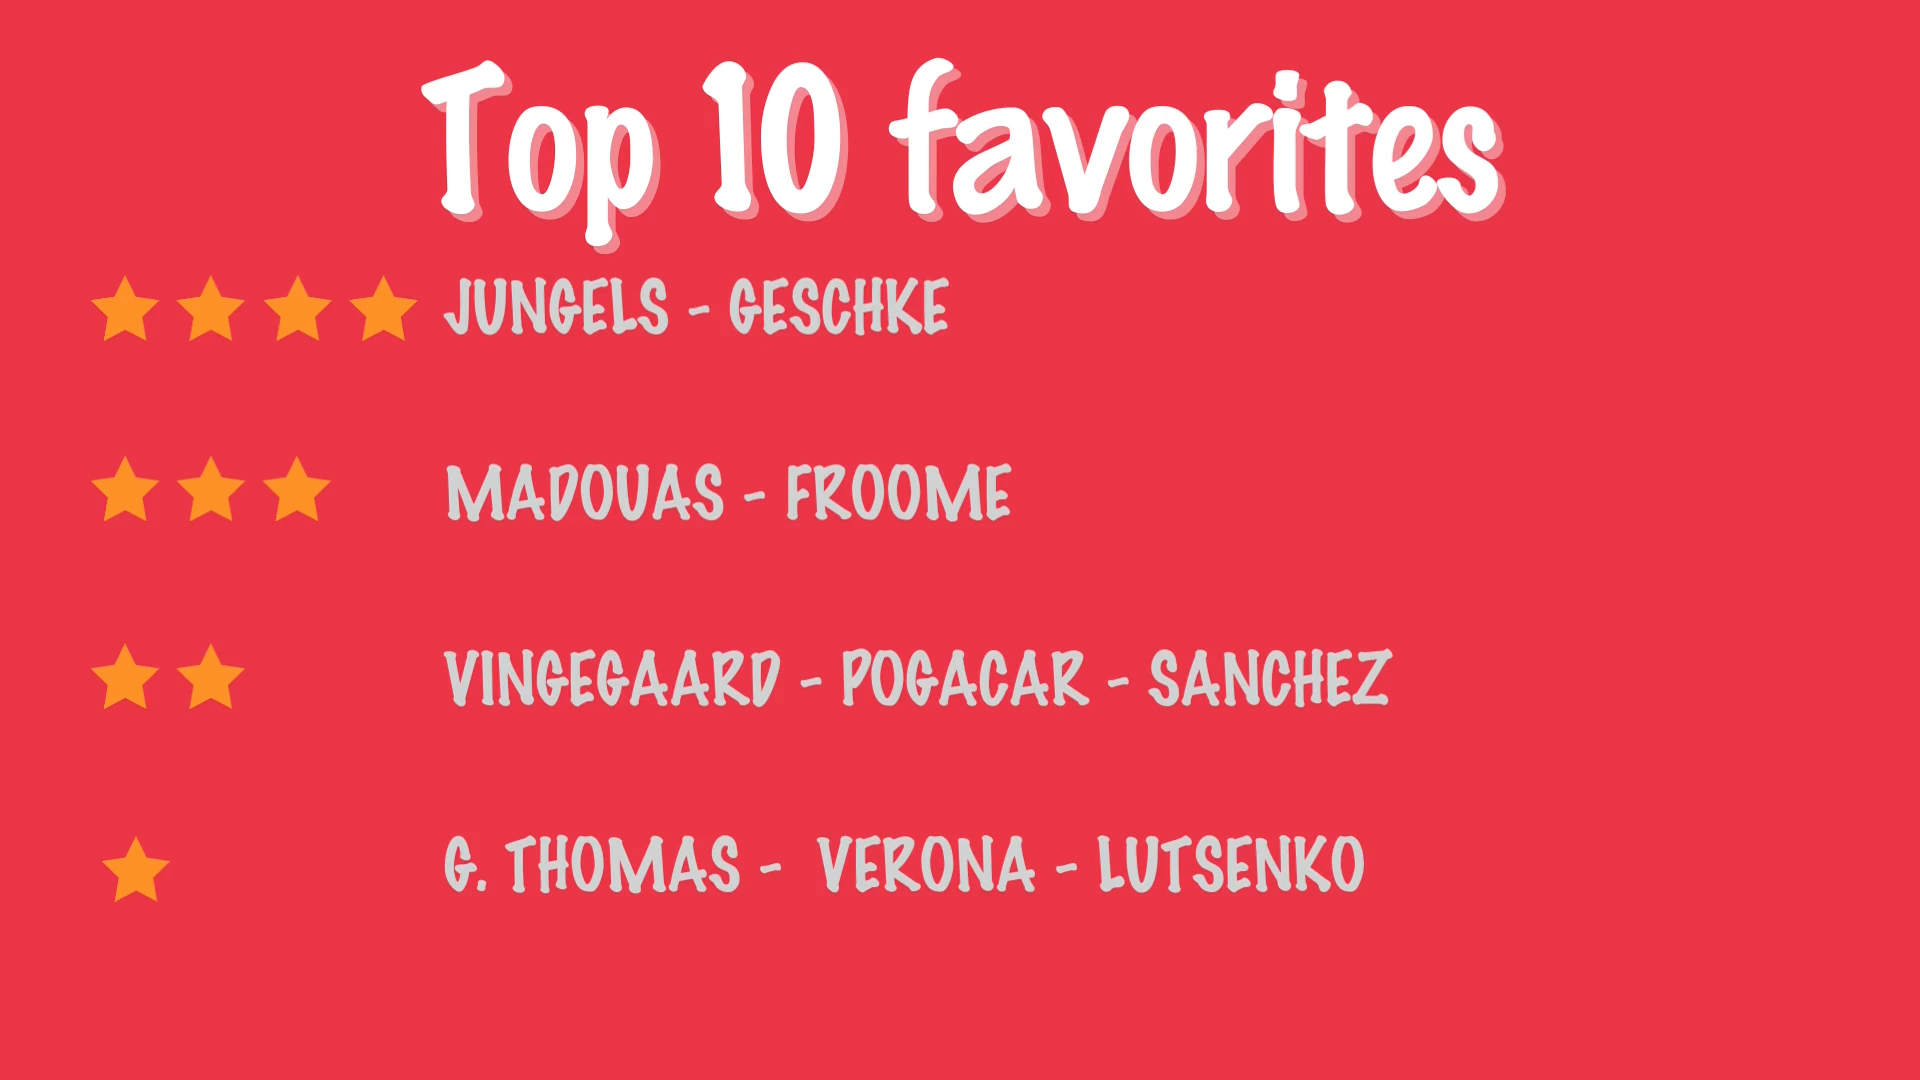 Top 10 favorites
JUNGELS - GESCHKE
MADOUAS - FROOME
VINGEGAARD - POGACAR - SANCHEZ
G. THOMAS - VERONA - LUTSENKO